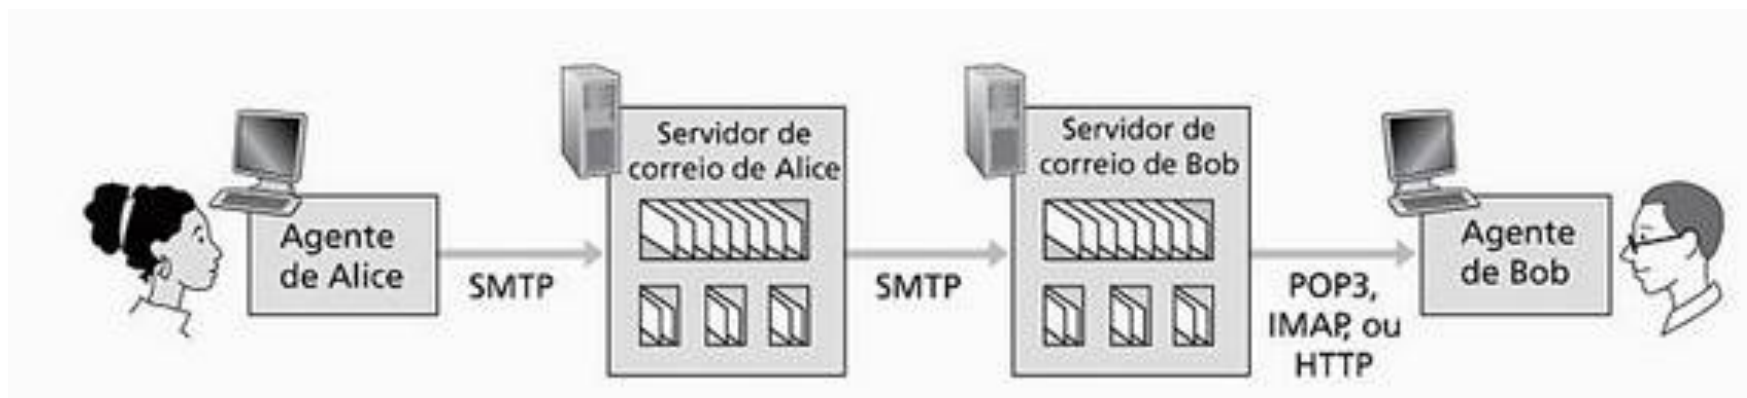 Agente
de Alice
SMTP
Servidor de
correio de Alice
SMTP
Servidor de
correio de Bob
POP3,
IMAP, ou
HTTP
Agente
de Bob